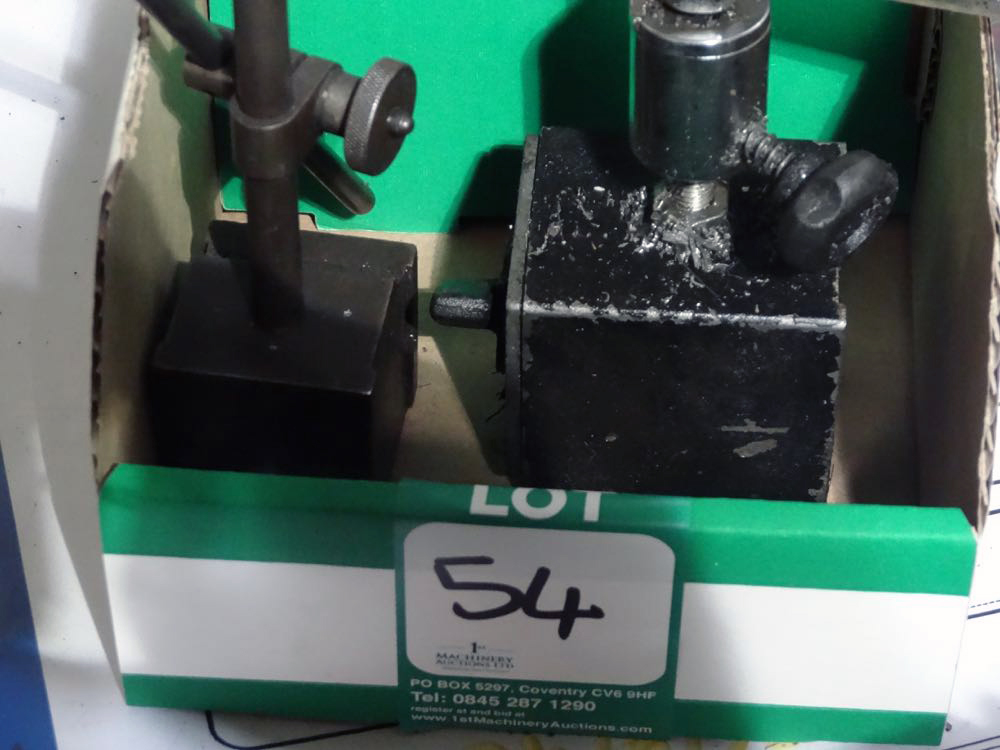 LOT
54
1st
MACHINERY
AUCTIONS LTD
PO BOX 5297, Coventry CV6 9HF
Tel: 0845 287 1290
register at and bid at
www.1stMachineryAuctions.com